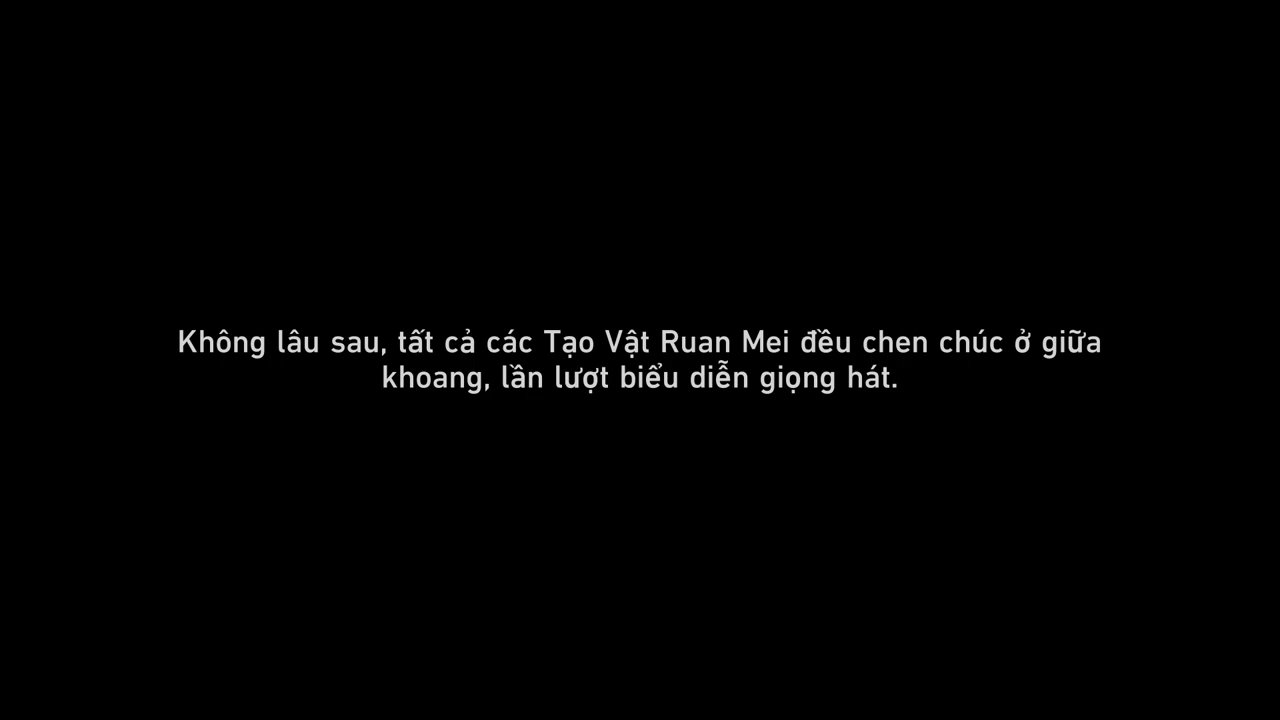 Không lâu sau, tất cả các Tạo Vật Ruan Mei đều chen chúc ở giữa
khoang, lần lượt biểu diễn giọng hát.